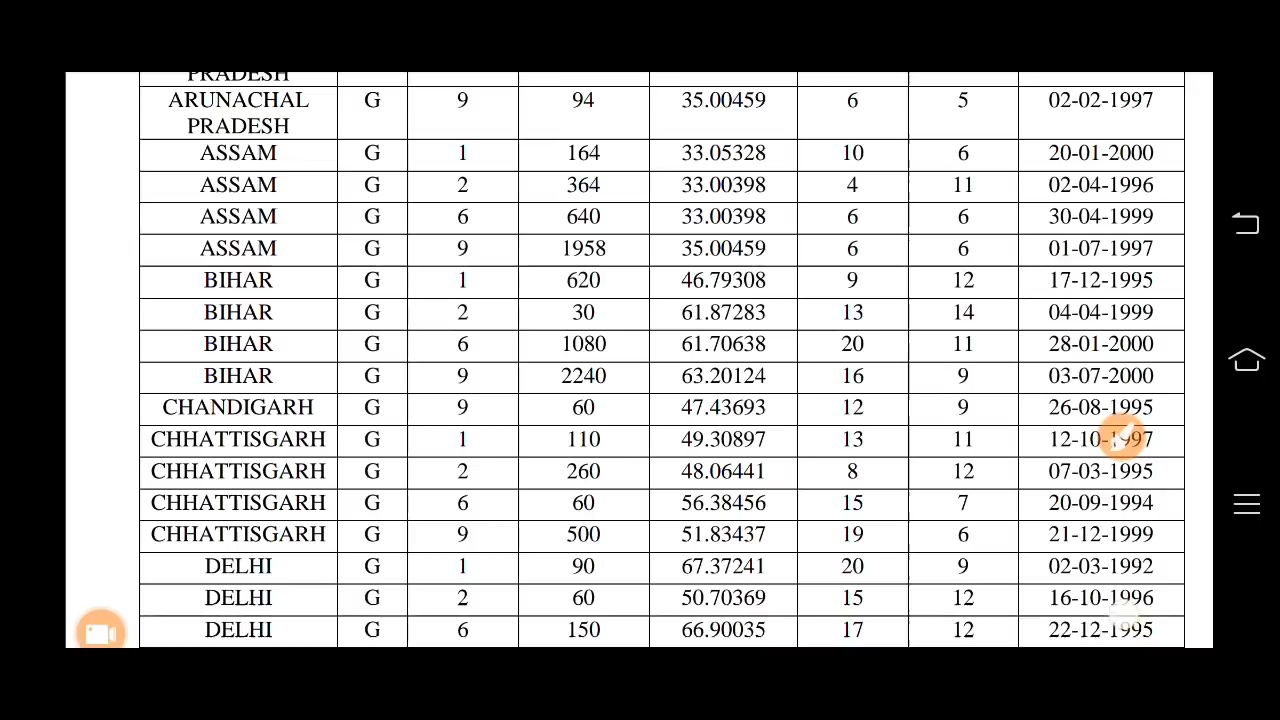 PRADESH
ARUNACHAL PRADESH G 9 94 35.00459 6 5 02-02-1997
ASSAM G 1 164 33.05328 10 6 20-01-2000
ASSAM G 2 364 33.00398 4 11 02-04-1996
ASSAM G 6 640 33.00398 6 6 30-04-1999
ASSAM G 9 1958 35.00459 6 6 01-07-1997
BIHAR G 1 620 46.79308 9 12 17-12-1995
BIHAR G 2 30 61.87283 13 14 04-04-1999
BIHAR G 6 1080 61.70638 20 11 28-01-2000
BIHAR G 9 2240 63.20124 16 9 03-07-2000
CHANDIGARH G 9 60 47.43693 12 9 26-08-1995
CHHATTISGARH G 1 110 49.30897 13 11 12-10-1997
CHHATTISGARH G 2 260 48.06441 8 12 07-03-1995
CHHATTISGARH G 6 60 56.38456 15 7 20-09-1994
CHHATTISGARH G 9 500 51.83437 19 6 21-12-1999
DELHI G 1 90 67.37241 20 9 02-03-1992
DELHI G 2 60 50.70369 15 12 16-10-1996
DELHI G 6 150 66.90035 17 12 22-12-1995